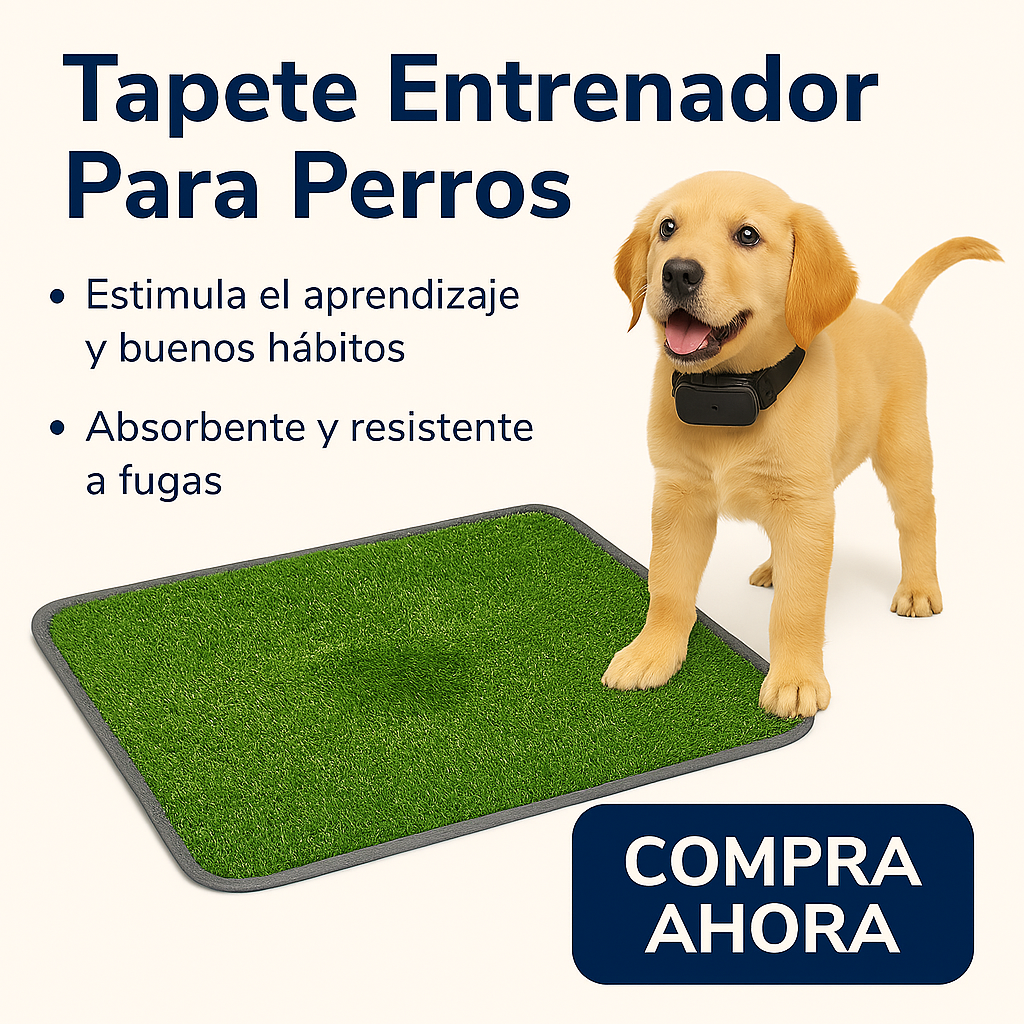 Tapete Entrenador
Para Perros
• Estimula el aprendizaje
y buenos hábitos
• Absorbente y resistente
a fugas
COMPRA
AHORA